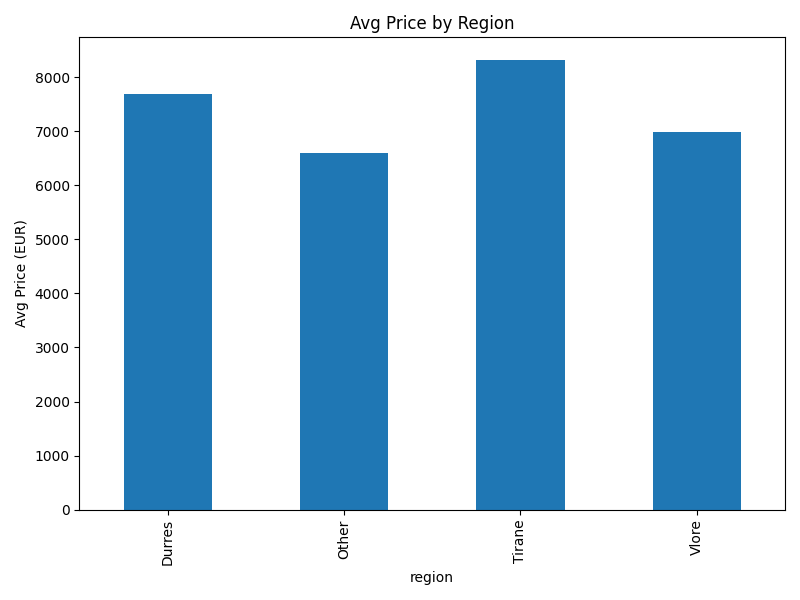 Avg Price by Region
Avg Price (EUR)
8000
7000
6000
5000
4000
3000
2000
1000
0
Durres
Other
Tirane
Vlore
region